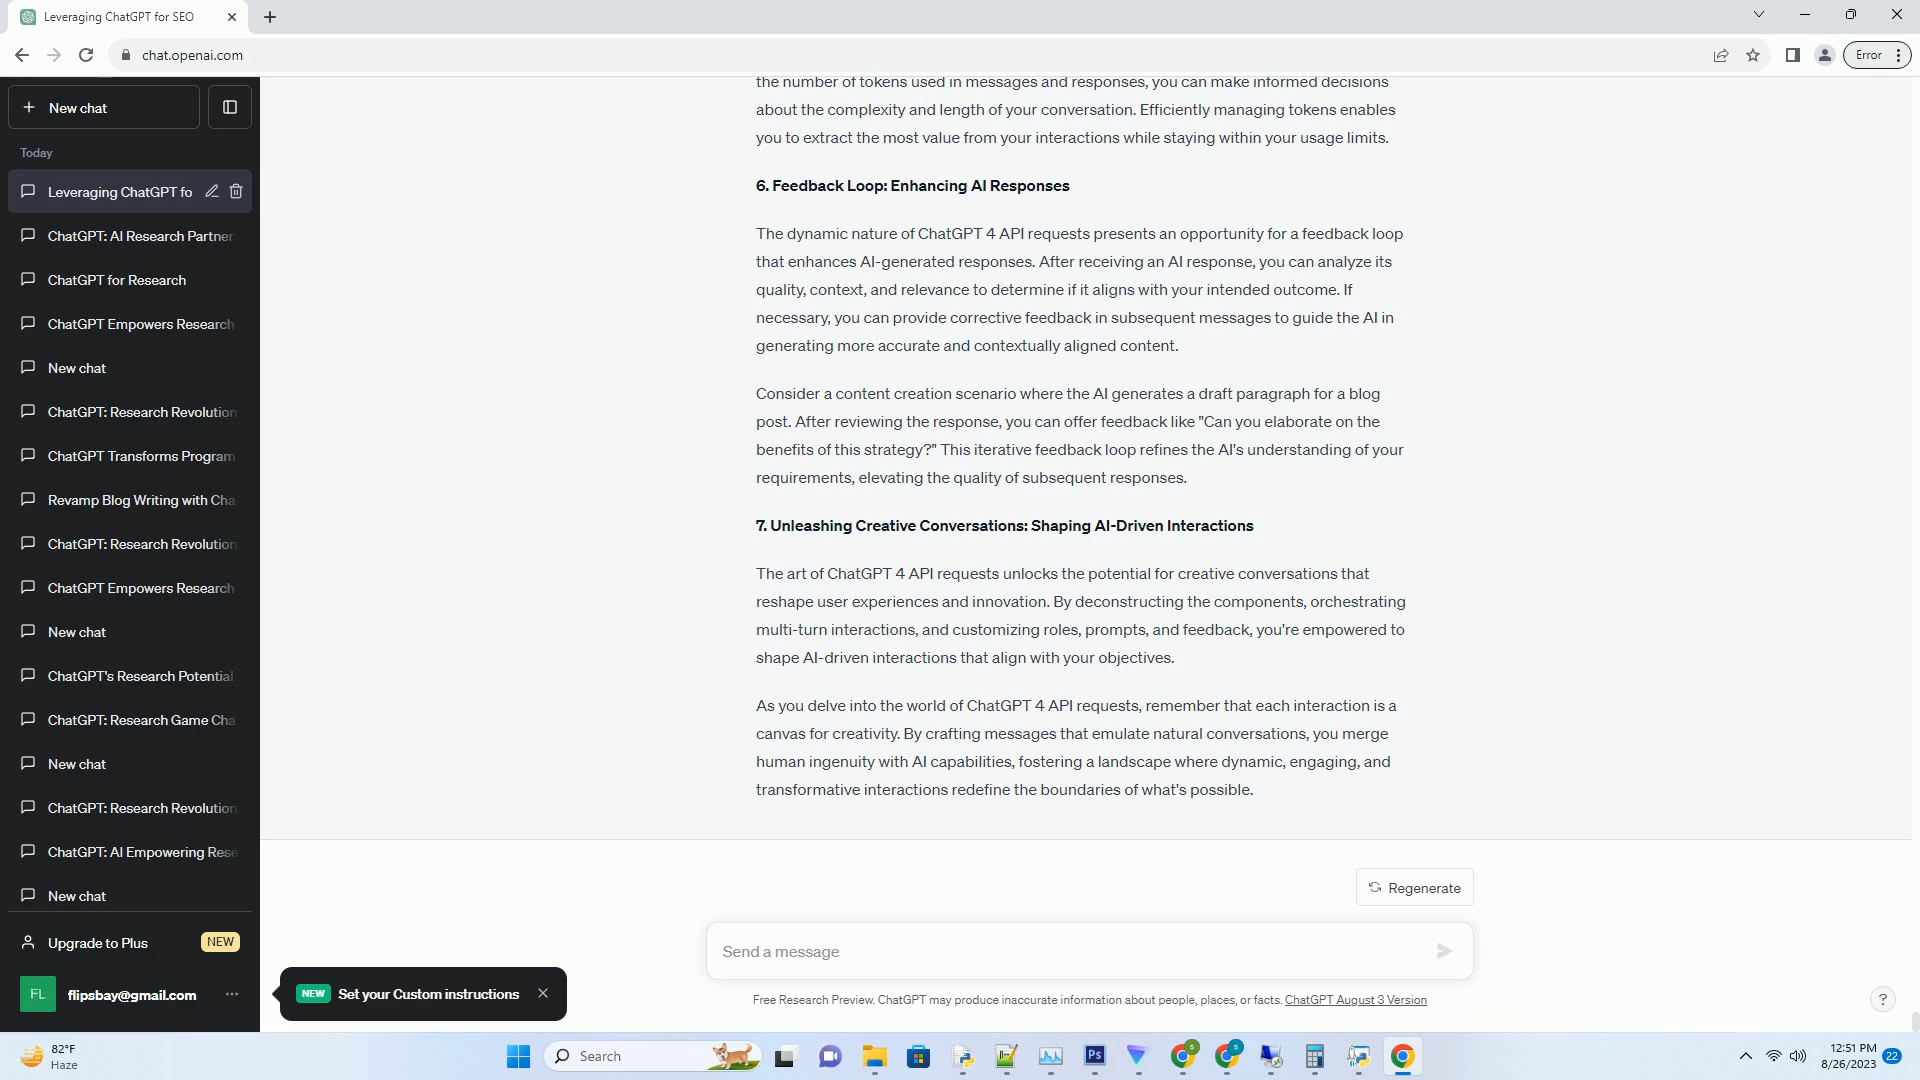 Leveraging ChatGPT for SEO
chat.openai.com
Error
New chat
Today
Leveraging ChatGPT fo
ChatGPT: AI Research Partner
ChatGPT for Research
ChatGPT Empowers Research
New chat
ChatGPT: Research Revolution
ChatGPT Transforms Program
Revamp Blog Writing with Cha
ChatGPT: Research Revolution
ChatGPT Empowers Research
New chat
ChatGPT's Research Potential
ChatGPT: Research Game Cha
New chat
ChatGPT: Research Revolution
ChatGPT: AI Empowering Rese
New chat
Upgrade to Plus NEW
FL flipsbay@gmail.com
the number of tokens used in messages and responses, you can make informed decisions
about the complexity and length of your conversation. Efficiently managing tokens enables
you to extract the most value from your interactions while staying within your usage limits.
6. Feedback Loop: Enhancing AI Responses
The dynamic nature of ChatGPT 4 API requests presents an opportunity for a feedback loop
that enhances AI-generated responses. After receiving an AI response, you can analyze its
quality, context, and relevance to determine if it aligns with your intended outcome. If
necessary, you can provide corrective feedback in subsequent messages to guide the AI in
generating more accurate and contextually aligned content.
Consider a content creation scenario where the AI generates a draft paragraph for a blog
post. After reviewing the response, you can offer feedback like "Can you elaborate on the
benefits of this strategy?" This iterative feedback loop refines the AI's understanding of your
requirements, elevating the quality of subsequent responses.
7. Unleashing Creative Conversations: Shaping AI-Driven Interactions
The art of ChatGPT 4 API requests unlocks the potential for creative conversations that
reshape user experiences and innovation. By deconstructing the components, orchestrating
multi-turn interactions, and customizing roles, prompts, and feedback, you're empowered to
shape AI-driven interactions that align with your objectives.
As you delve into the world of ChatGPT 4 API requests, remember that each interaction is a
canvas for creativity. By crafting messages that emulate natural conversations, you merge
human ingenuity with AI capabilities, fostering a landscape where dynamic, engaging, and
transformative interactions redefine the boundaries of what's possible.
Regenerate
Send a message
NEW Set your Custom instructions
Free Research Preview. ChatGPT may produce inaccurate information about people, places, or facts. ChatGPT August 3 Version
?
82°F
Haze
Search
Ps
S
S
12:51 PM
8/26/2023
22